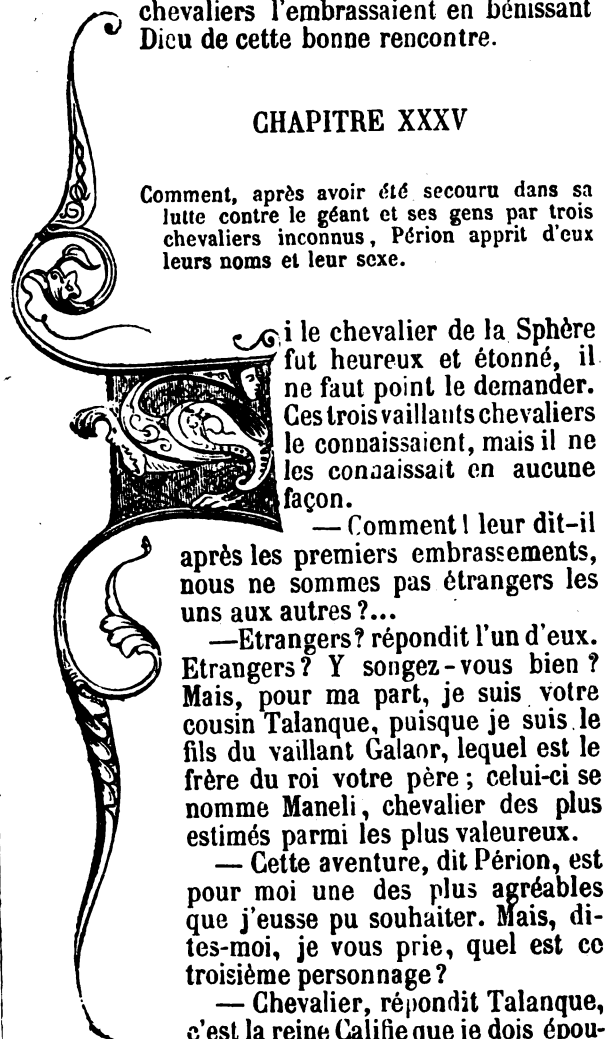 chevaliers l'embrassaient en bénissant
Dieu de cette bonne rencontre.
CHAPITRE XXXV
Comment, après avoir été secouru dans sa
lutte contre le géant et ses gens par trois
chevaliers inconnus, Périon apprit d'eux
leurs noms et leur sexe.
i le chevalier de la Sphère
fut heureux et étonné, il
ne faut point le demander.
Ces trois vaillants chevaliers
le connaissaient, mais il ne
les connaissait en aucune
façon.
— Comment! leur dit-il
après les premiers embrassements,
nous ne sommes pas étrangers les
uns aux autres?...
—Etrangers? répondit l'un d'eux.
Etrangers? Y songez-vous bien?
Mais, pour ma part, je suis votre
cousin Talanque, puisque je suis le
fils du vaillant Galaor, lequel est le
frère du roi votre père; celui-ci se
nomme Maneli, chevalier des plus
estimés parmi les plus valeureux.
— Cette aventure, dit Périon, est
pour moi une des plus agréables
que j'eusse pu souhaiter. Mais, di-
tes-moi, je vous prie, quel est ce
troisième personnage?
— Chevalier, répondit Talanque,
c'est la reine Califie que je dois épou-